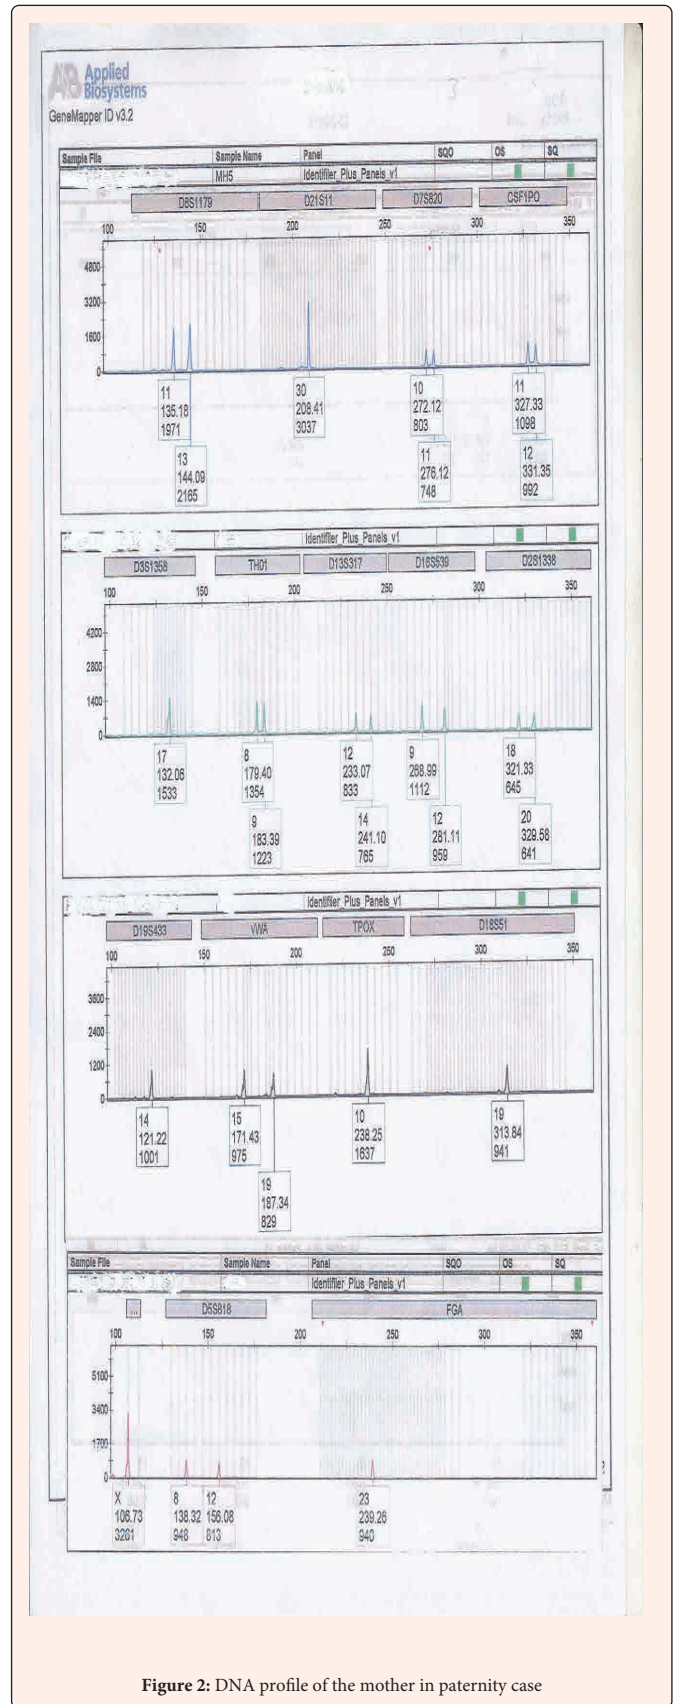 AB Applied
Biosystems
GeneMapper ID v3.2
Sample File Sample Name Panel SQO OS SQ
MH5 Identifiler_Plus_Panels_v1
D8S1179 D21S11 D7S820 CSF1PO
100 150 200 250 300 350
4800
3200
1600
0
11 30 10 11
135.18 208.41 272.12 327.33
1971 3037 803 1098
13 11 12
144.09 276.12 331.35
2165 748 992
Identifiler_Plus_Panels_v1
D3S1358 TH01 D13S317 D16S539 D2S1338
100 150 200 250 300 350
4200
2800
1400
0
17 8 12 9 18
132.06 179.40 233.07 268.99 321.33
1533 1354 833 1112 645
9 14 12 20
183.39 241.10 281.11 329.58
1223 765 959 641
Identifiler_Plus_Panels_v1
D19S433 vWA TPOX D18S51
100 150 200 250 300 350
3600
2400
1200
0
14 15 10 19
121.22 171.43 238.25 313.84
1001 975 1637 941
19
187.34
829
Sample File Sample Name Panel SQO OS SQ
Identifiler_Plus_Panels_v1
... D5S818 FGA
100 150 200 250 300 350
5100
3400
1700
0
X 8 12 23
106.73 138.32 156.08 239.26
3261 948 813 940
Figure 2: DNA profile of the mother in paternity case